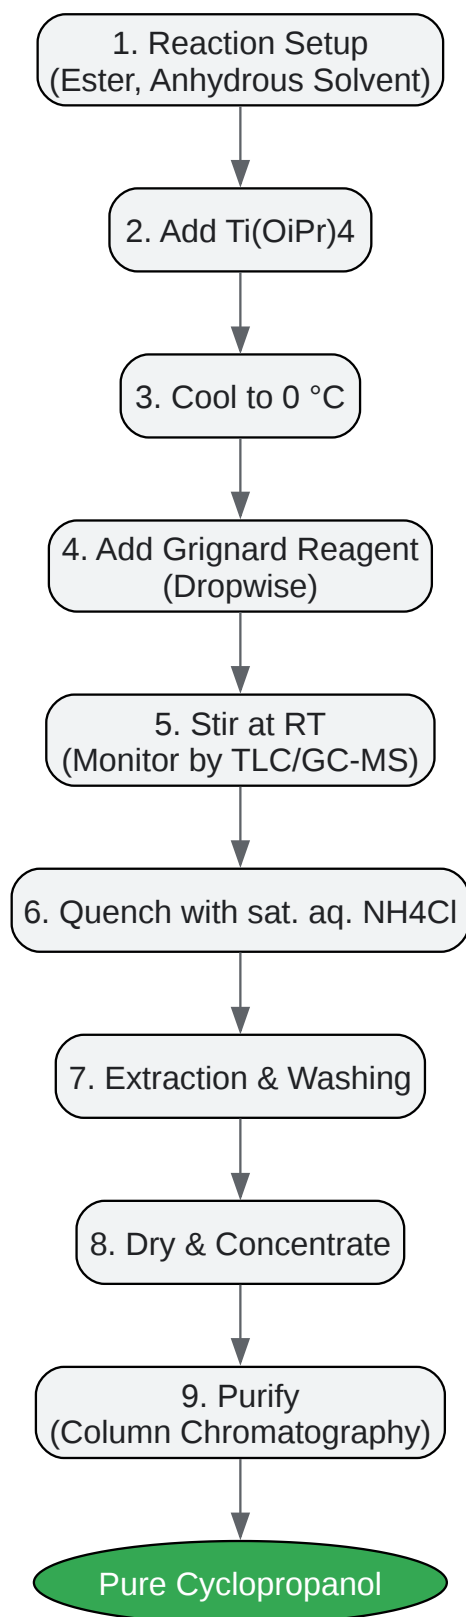 1. Reaction Setup
(Ester, Anhydrous Solvent)
2. Add Ti(OiPr)4
3. Cool to 0 °C
4. Add Grignard Reagent
(Dropwise)
5. Stir at RT
(Monitor by TLC/GC-MS)
6. Quench with sat. aq. NH4Cl
7. Extraction & Washing
8. Dry & Concentrate
9. Purify
(Column Chromatography)
Pure Cyclopropanol